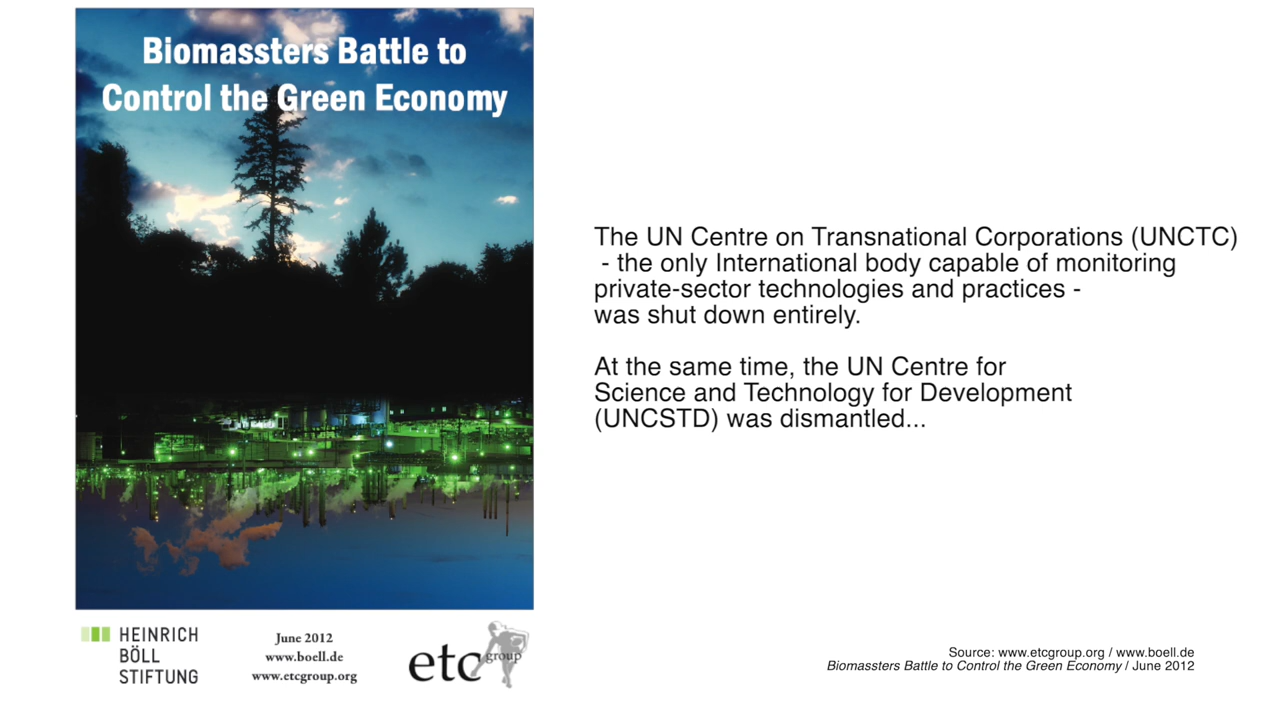 Biomassters Battle to
Control the Green Economy
The UN Centre on Transnational Corporations (UNCTC)
- the only International body capable of monitoring
private-sector technologies and practices -
was shut down entirely.
At the same time, the UN Centre for
Science and Technology for Development
(UNCSTD) was dismantled...
HEINRICH
BÖLL
STIFTUNG
June 2012
www.boell.de
www.etcgroup.org
etc group
Source: www.etcgroup.org / www.boell.de
Biomassters Battle to Control the Green Economy / June 2012